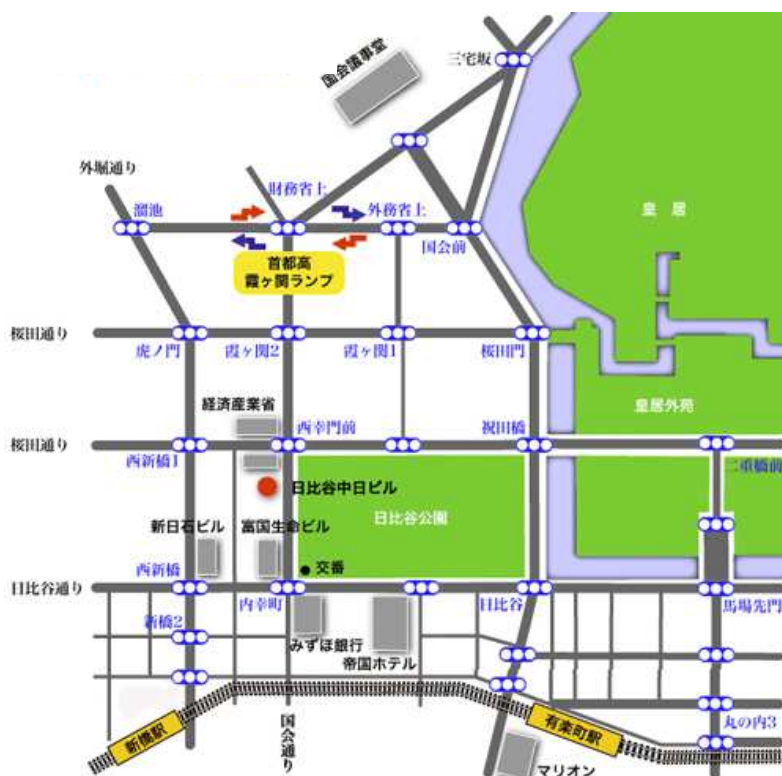 国会議事堂
三宅坂
外堀通り
財務省上
溜池
外務省上
皇 居
国会前
首都高
霞ヶ関ランプ
桜田通り
虎ノ門
霞ヶ関2
霞ヶ関1
桜田門
経済産業省
皇居外苑
西幸門前
祝田橋
桜田通り
西新橋1
二重橋前
日比谷中日ビル
日比谷公園
新日石ビル
富国生命ビル
西新橋
交番
日比谷通り
内幸町
日比谷
馬場先門
新橋2
みずほ銀行
帝国ホテル
国会通り
新橋駅
有楽町駅
丸の内3
マリオン